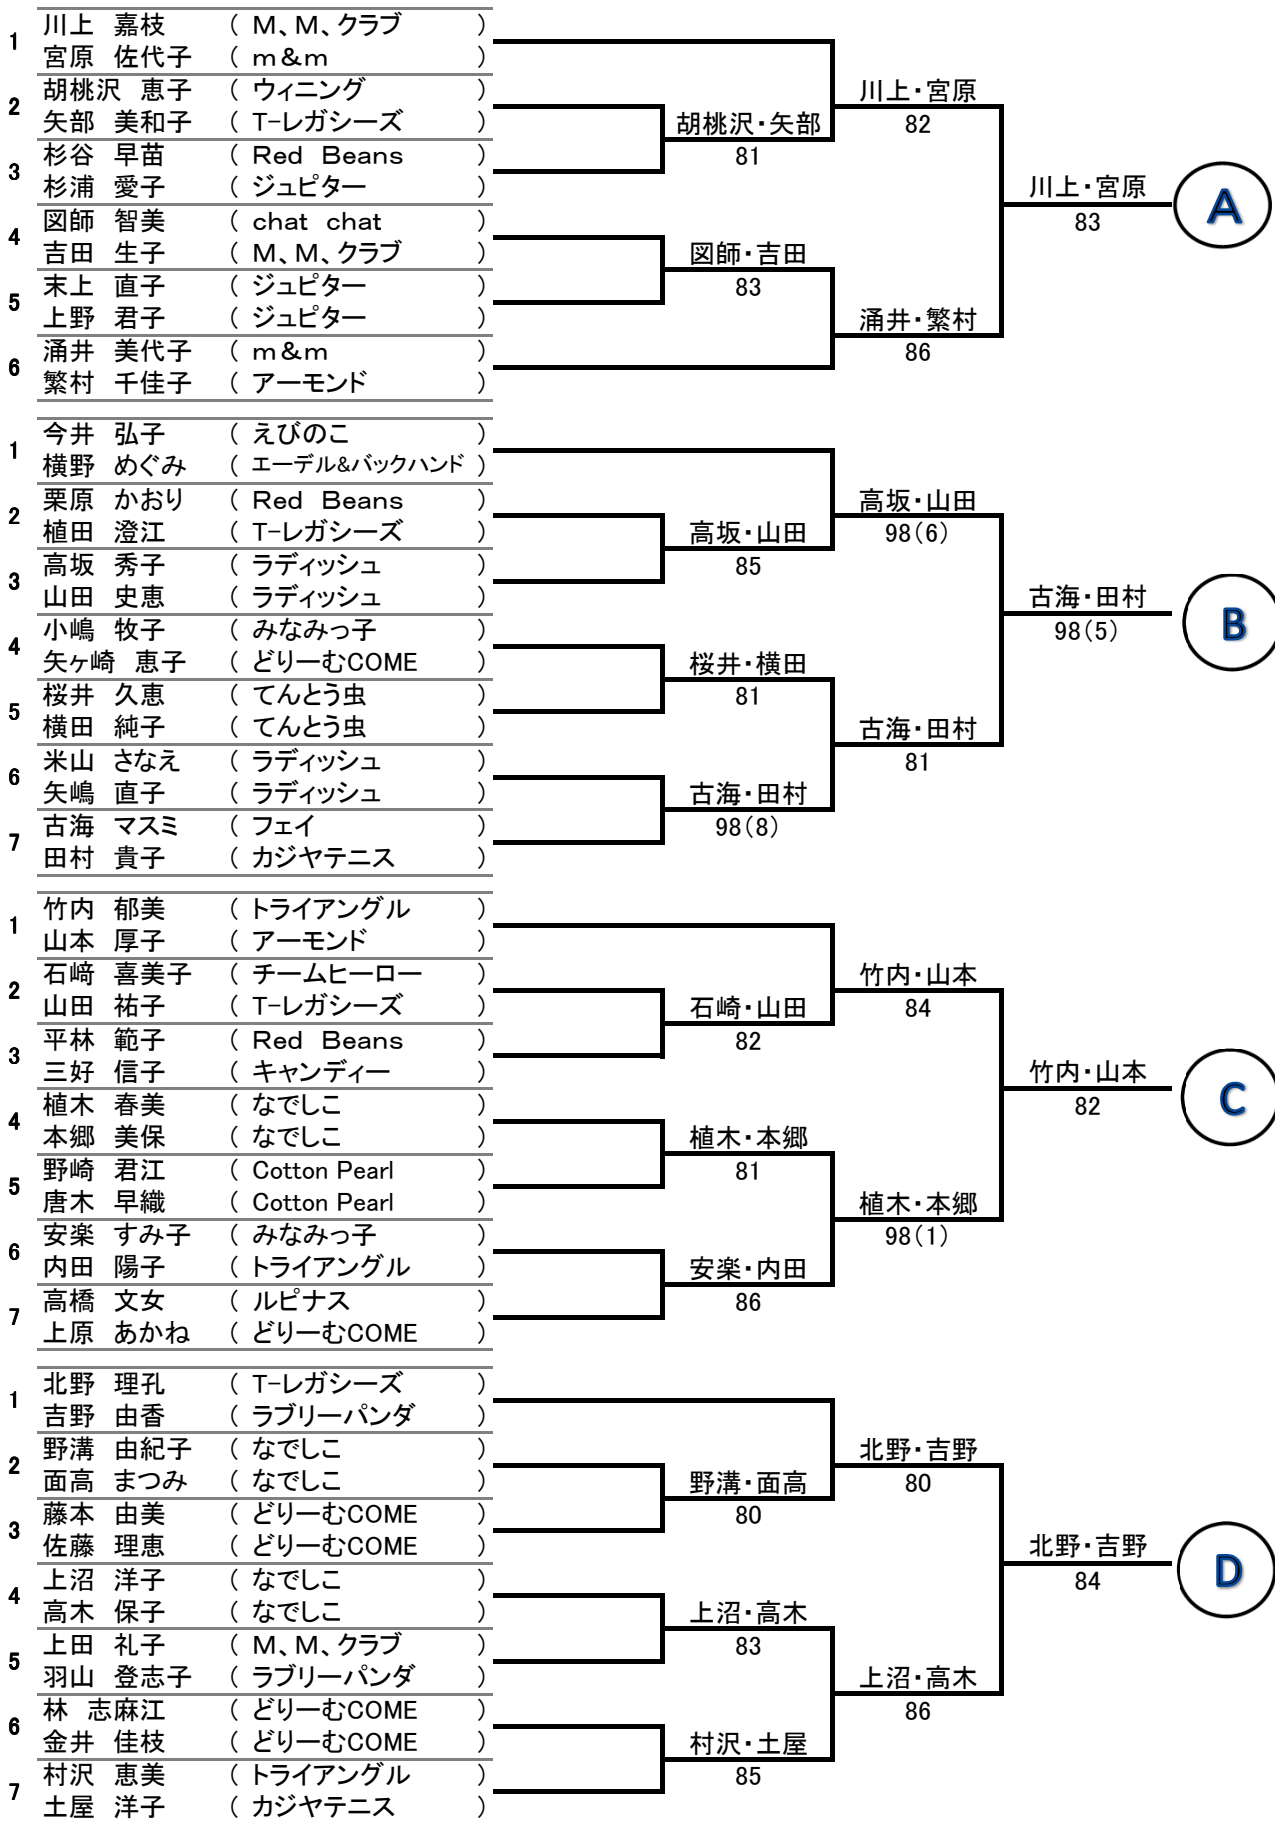 1
川上 嘉枝 ( M、M、クラブ )
宮原 佐代子 ( m&m )
2
胡桃沢 恵子 ( ウィニング )
矢部 美和子 ( T-レガシーズ )
3
杉谷 早苗 ( Red Beans )
杉浦 愛子 ( ジュピター )
4
図師 智美 ( chat chat )
吉田 生子 ( M、M、クラブ )
5
末上 直子 ( ジュピター )
上野 君子 ( ジュピター )
6
涌井 美代子 ( m&m )
繁村 千佳子 ( アーモンド )
胡桃沢・矢部
81
図師・吉田
83
川上・宮原
82
涌井・繁村
86
川上・宮原
83
A
1
今井 弘子 ( えびのこ )
横野 めぐみ ( エーデル&バックハンド )
2
栗原 かおり ( Red Beans )
植田 澄江 ( T-レガシーズ )
3
高坂 秀子 ( ラディッシュ )
山田 史恵 ( ラディッシュ )
4
小嶋 牧子 ( みなみっ子 )
矢ヶ崎 恵子 ( どりーむCOME )
5
桜井 久恵 ( てんとう虫 )
横田 純子 ( てんとう虫 )
6
米山 さなえ ( ラディッシュ )
矢嶋 直子 ( ラディッシュ )
7
古海 マスミ ( フェイ )
田村 貴子 ( カジヤテニス )
高坂・山田
85
桜井・横田
81
古海・田村
98(8)
高坂・山田
98(6)
古海・田村
81
古海・田村
98(5)
B
1
竹内 郁美 ( トライアングル )
山本 厚子 ( アーモンド )
2
石﨑 喜美子 ( チームヒーロー )
山田 祐子 ( T-レガシーズ )
3
平林 範子 ( Red Beans )
三好 信子 ( キャンディー )
4
植木 春美 ( なでしこ )
本郷 美保 ( なでしこ )
5
野崎 君江 ( Cotton Pearl )
唐木 早織 ( Cotton Pearl )
6
安楽 すみ子 ( みなみっ子 )
内田 陽子 ( トライアングル )
7
高橋 文女 ( ルピナス )
上原 あかね ( どりーむCOME )
石崎・山田
82
植木・本郷
81
安楽・内田
86
竹内・山本
84
植木・本郷
98(1)
竹内・山本
82
C
1
北野 理孔 ( T-レガシーズ )
吉野 由香 ( ラブリーパンダ )
2
野溝 由紀子 ( なでしこ )
面高 まつみ ( なでしこ )
3
藤本 由美 ( どりーむCOME )
佐藤 理恵 ( どりーむCOME )
4
上沼 洋子 ( なでしこ )
高木 保子 ( なでしこ )
5
上田 礼子 ( M、M、クラブ )
羽山 登志子 ( ラブリーパンダ )
6
林 志麻江 ( どりーむCOME )
金井 佳枝 ( どりーむCOME )
7
村沢 恵美 ( トライアングル )
土屋 洋子 ( カジヤテニス )
野溝・面高
80
上沼・高木
83
村沢・土屋
85
北野・吉野
80
上沼・高木
86
北野・吉野
84
D